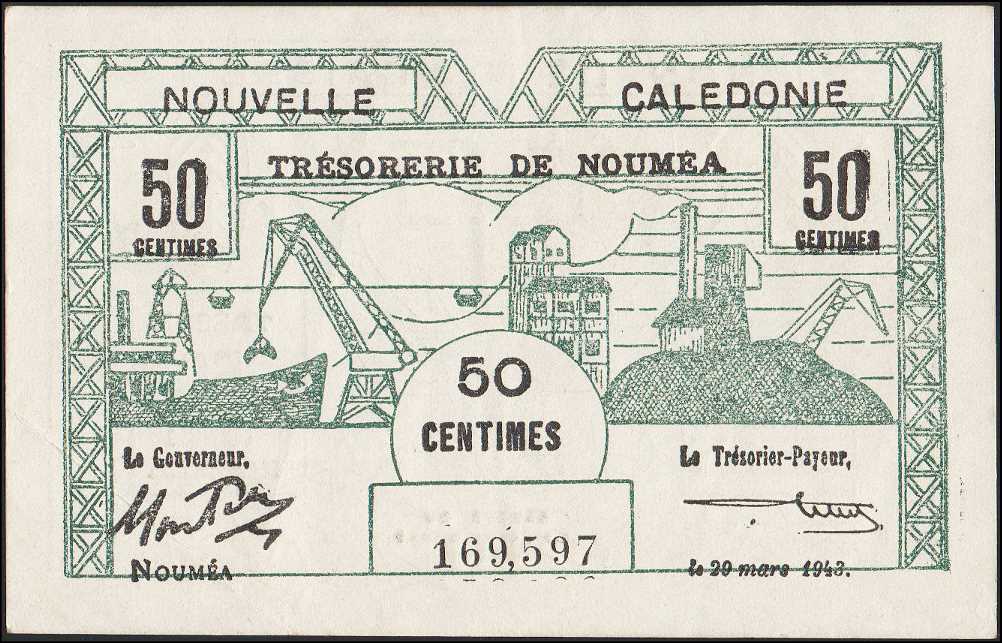 NOUVELLE CALEDONIE
TRÉSORERIE DE NOUMÉA
50
CENTIMES
50
CENTIMES
50
CENTIMES
Le Gouverneur,
Le Trésorier-Payeur,
169,597
NOUMÉA
le 29 mars 1943.